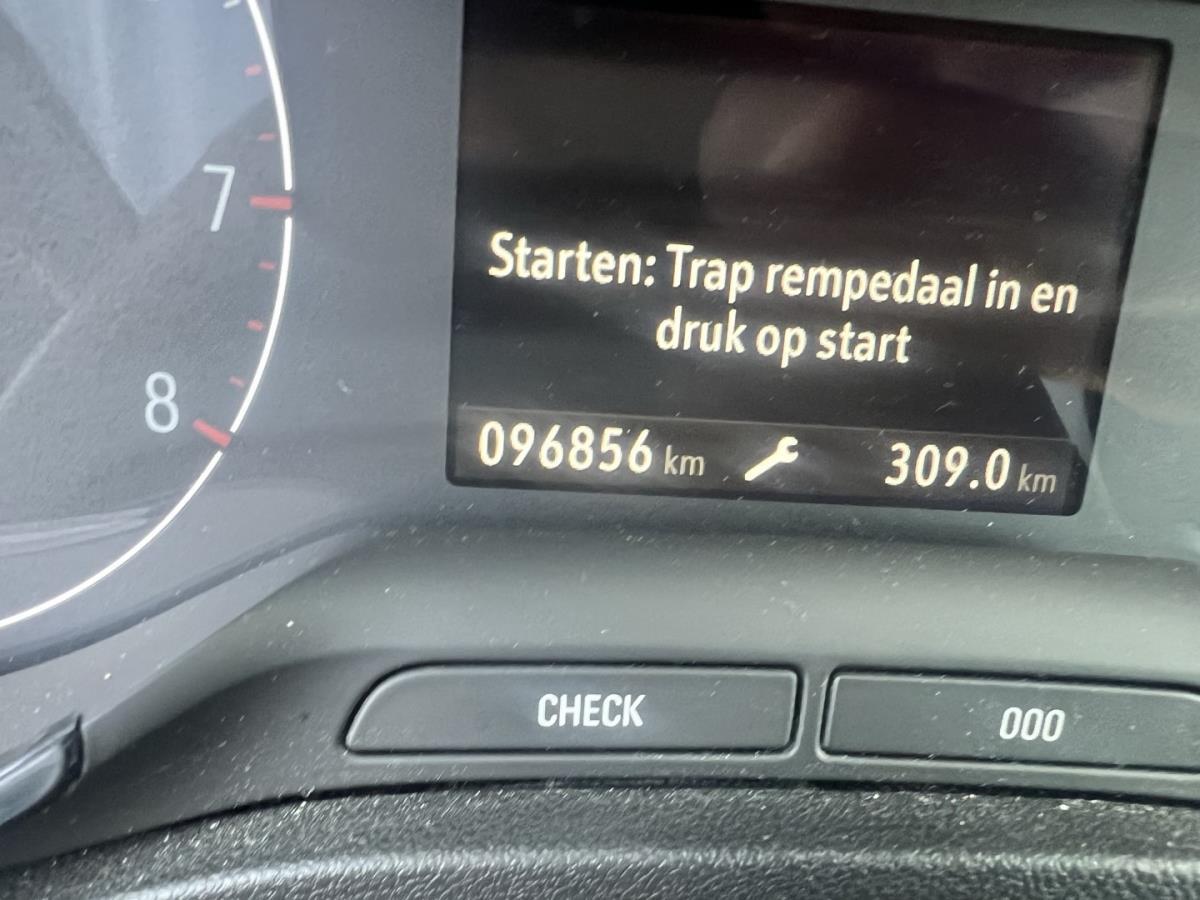 7
8
Starten: Trap rempedaal in en
druk op start
096856 km 309.0 km
CHECK 000